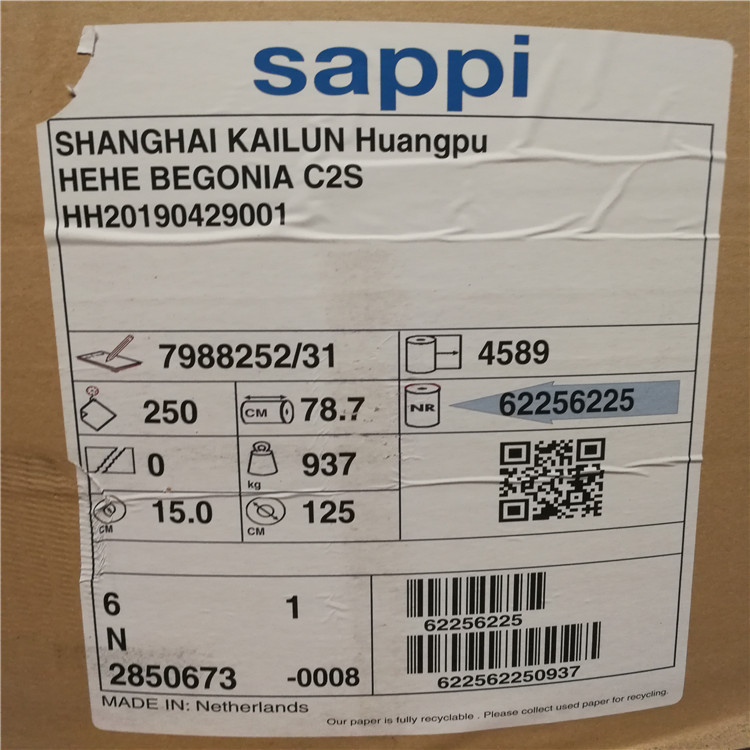 sappi
SHANGHAI KAILUN Huangpu
HEHE BEGONIA C2S
HH20190429001
7988252/31
4589
250
CM
78.7
NR
62256225
0
kg
937
CM
15.0
CM
125
6 1
N
2850673 -0008
62256225
622562250937
MADE IN: Netherlands
Our paper is fully recyclable . Please collect used paper for recycling.